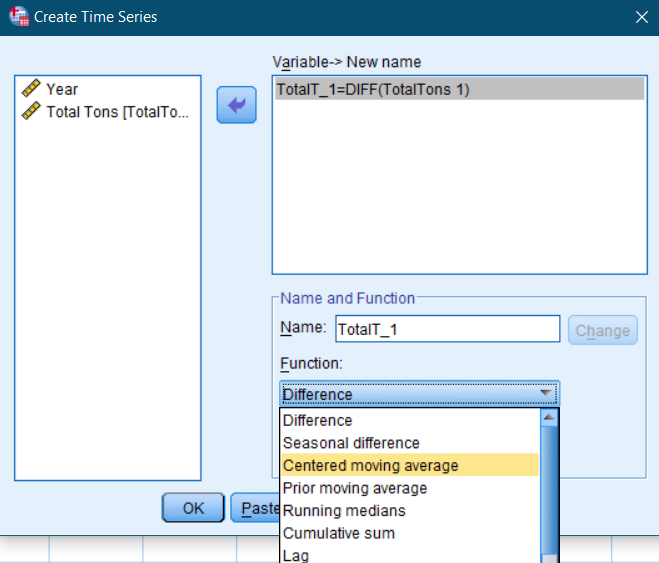 Create Time Series
Variable-> New name
Year
Total Tons [TotalTo...
TotalT_1=DIFF(TotalTons 1)
Name and Function
Name: TotalT_1 Change
Function:
Difference
Difference
Seasonal difference
Centered moving average
Prior moving average
Running medians
Cumulative sum
Lag
OK Paste